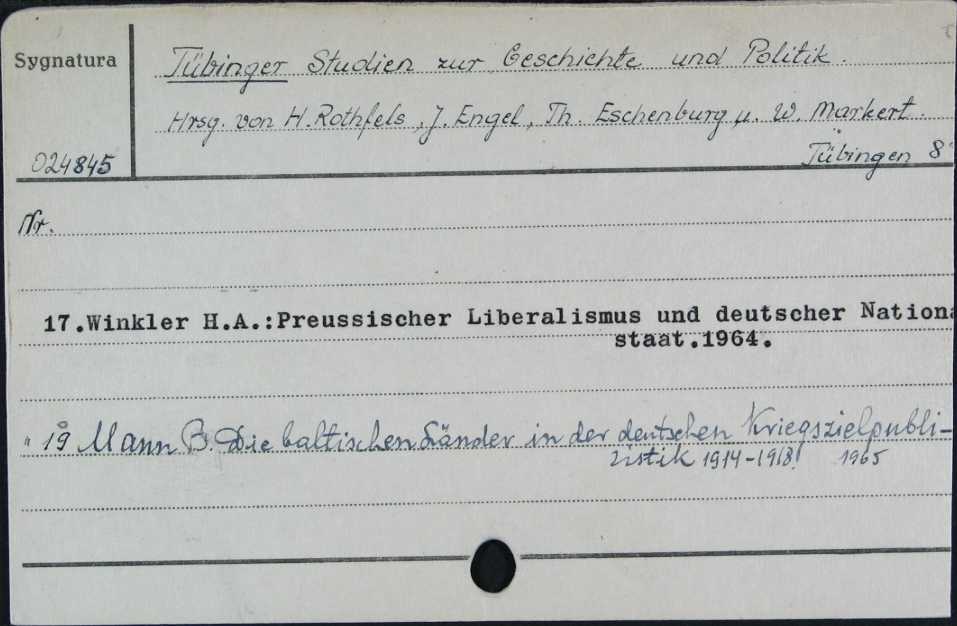 Sygnatura
Tübinger Studien zur Geschichte und Politik.
Hrsg. von H. Rothfels, J. Engel, Th. Eschenburg u. W. Markert.
024845
Tübingen 8°
Nr.
17.Winkler H.A.:Preussischer Liberalismus und deutscher Nationa
staat.1964.
" 19 Mann B. Die baltischen Länder in der deutschen Kriegszielpubli-
zistik 1914-1918. 1965